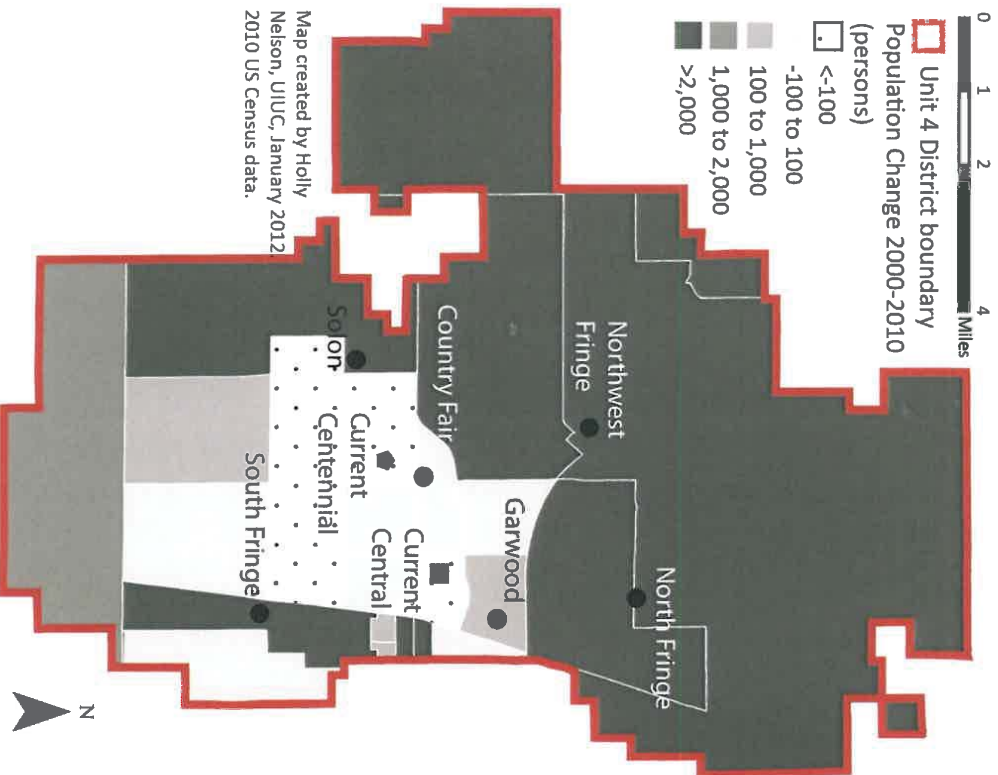 0 1 2 4
Miles
Unit 4 District boundary
Population Change 2000-2010
(persons)
<-100
-100 to 100
100 to 1,000
1,000 to 2,000
>2,000
Map created by Holly
Nelson, UIUC, January 2012.
2010 US Census data.
Northwest
Fringe
North Fringe
Country Fair
Garwood
Solon
Current
Centennial
Current
Central
South Fringe
N